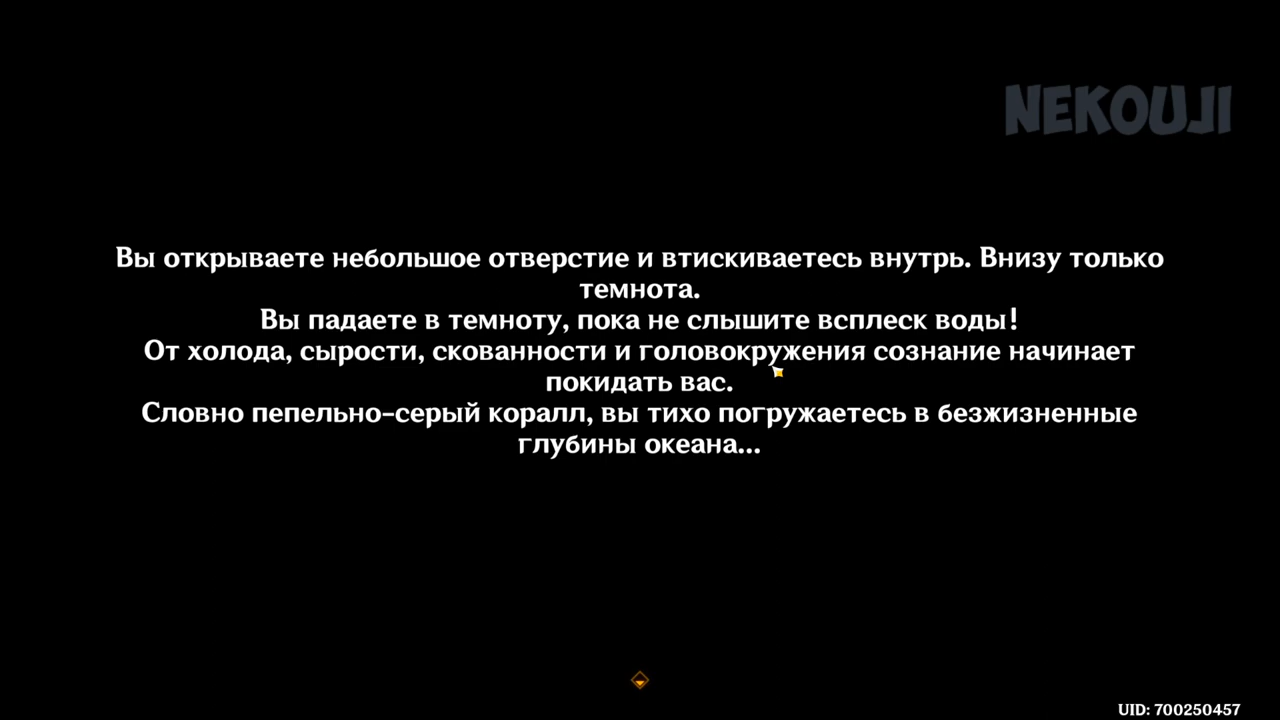 NEKOUJI
Вы открываете небольшое отверстие и втискиваетесь внутрь. Внизу только
темнота.
Вы падаете в темноту, пока не слышите всплеск воды!
От холода, сырости, скованности и головокружения сознание начинает
покидать вас.
Словно пепельно-серый коралл, вы тихо погружаетесь в безжизненные
глубины океана...
UID: 700250457